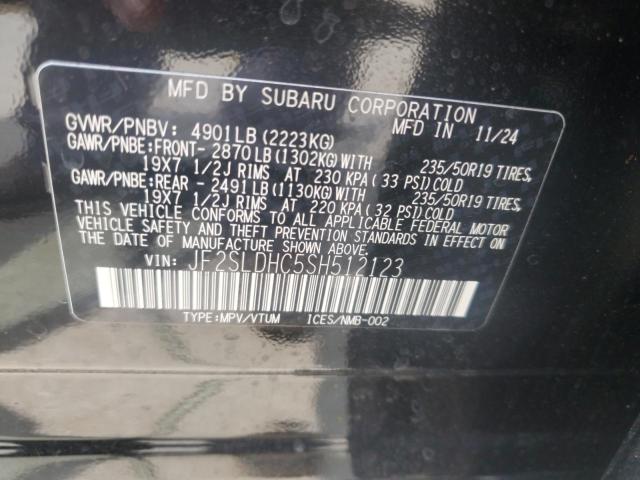 MFD BY SUBARU CORPORATION
GVWR/PNBV: 4901LB(2223KG) MFD IN 11/24
GAWR/PNBE:FRONT- 2870LB(1302KG)WITH 235/50R19 TIRES,
19X7 1/2J RIMS AT 230 KPA(33 PSI)COLD
GAWR/PNBE:REAR - 2491LB(1130KG)WITH 235/50R19 TIRES,
19X7 1/2J RIMS AT 220 KPA(32 PSI)COLD
THIS VEHICLE CONFORMS TO ALL APPLICABLE FEDERAL MOTOR
VEHICLE SAFETY AND THEFT PREVENTION STANDARDS IN EFFECT ON
THE DATE OF MANUFACTURE SHOWN ABOVE.
VIN: JF2SLDHC5SH512123
TYPE:MPV/VTUM ICES/NMB-002